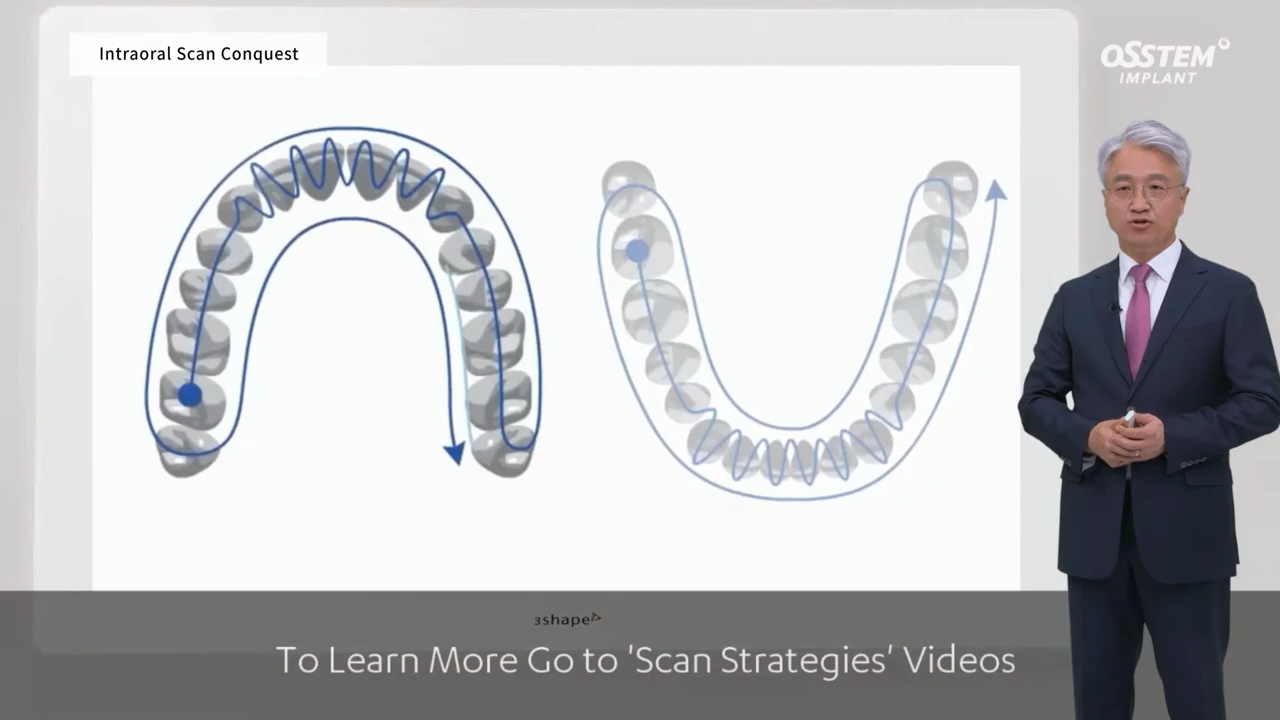 Intraoral Scan Conquest
OSSTEM
IMPLANT
3shape
To Learn More Go to 'Scan Strategies' Videos